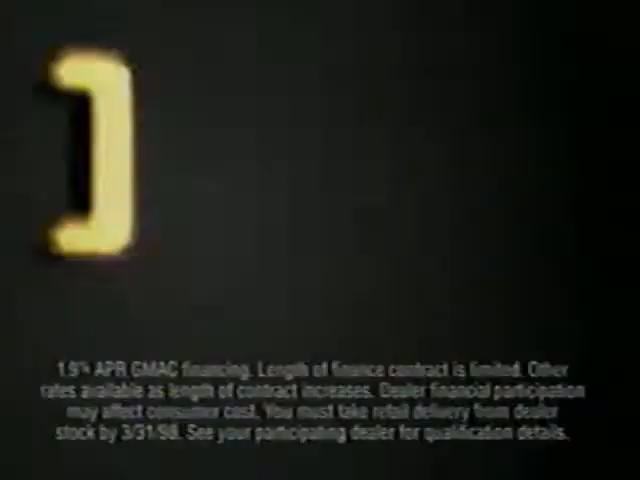 ]
1.9% APR GMAC financing. Length of finance contract is limited. Other
rates available as length of contract increases. Dealer financial participation
may affect consumer cost. You must take retail delivery from dealer
stock by 3/31/98. See your participating dealer for qualification details.